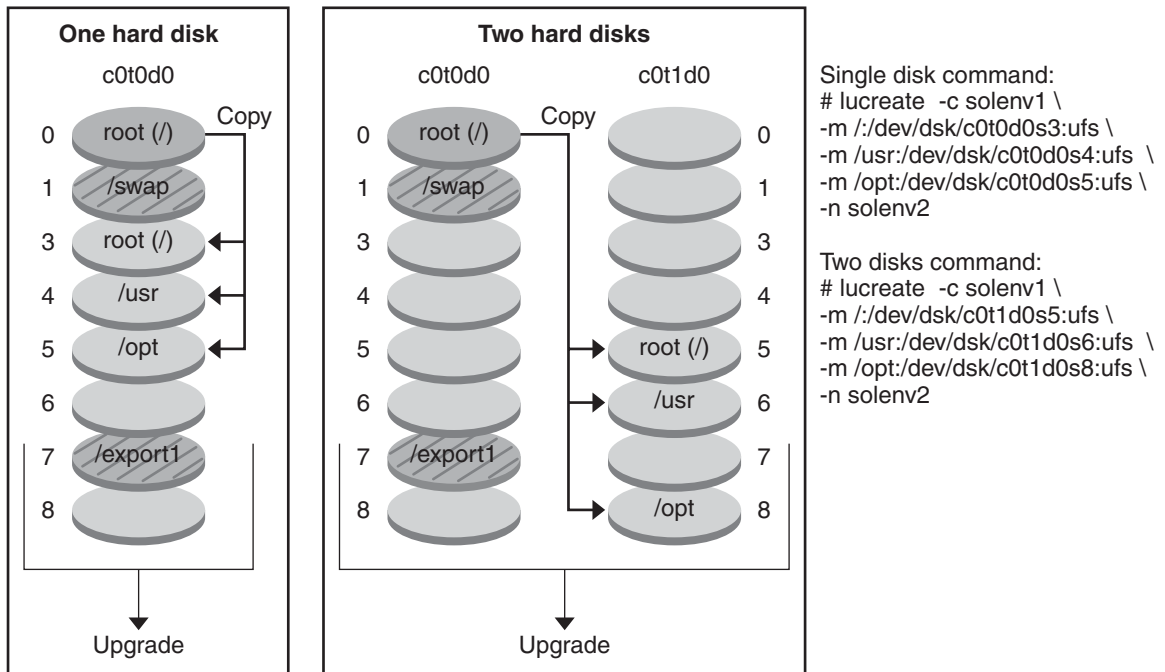 One hard disk
c0t0d0
Copy
0 root (/)
1 /swap
3 root (/)
4 /usr
5 /opt
6
7 /export1
8
Upgrade
Two hard disks
c0t0d0 c0t1d0
Copy
0 root (/) 0
1 /swap 1
3 3
4 4
5 root (/) 5
6 /usr 6
7 /export1 7
8 /opt 8
Upgrade
Single disk command:
# lucreate -c solenv1 \
-m /:/dev/dsk/c0t0d0s3:ufs \
-m /usr:/dev/dsk/c0t0d0s4:ufs \
-m /opt:/dev/dsk/c0t0d0s5:ufs \
-n solenv2
Two disks command:
# lucreate -c solenv1 \
-m /:/dev/dsk/c0t1d0s5:ufs \
-m /usr:/dev/dsk/c0t1d0s6:ufs \
-m /opt:/dev/dsk/c0t1d0s8:ufs \
-n solenv2